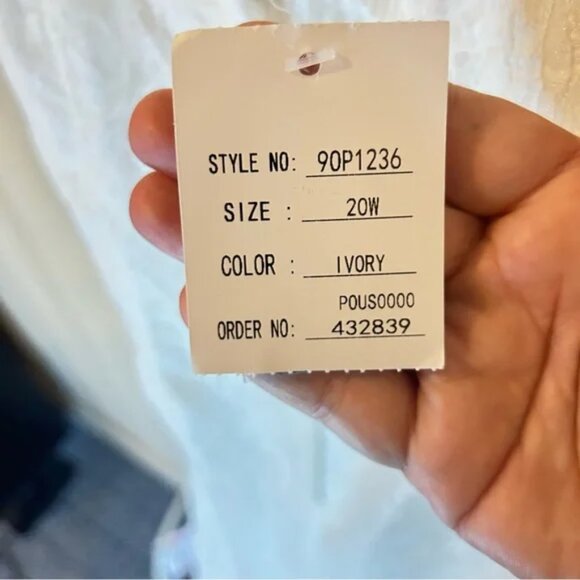 STYLE NO: 90P1236
SIZE : 20W
COLOR : IVORY
POUS0000
ORDER NO: 432839